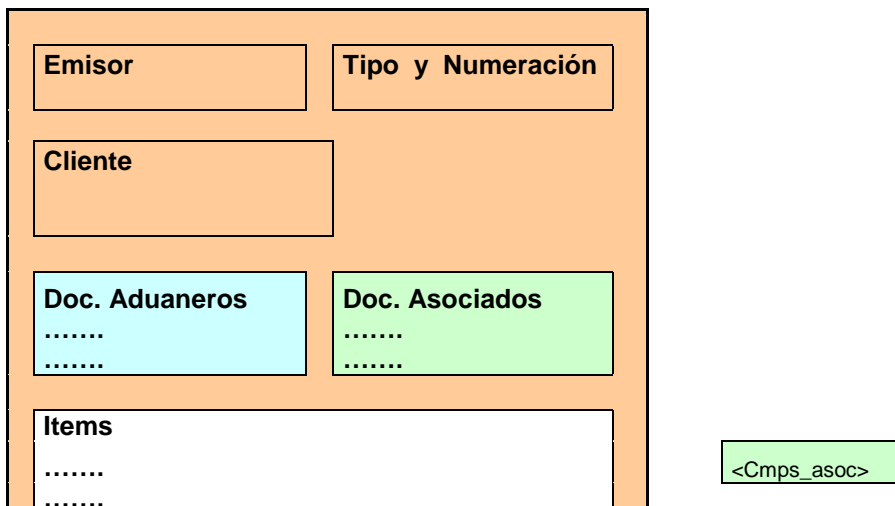 Emisor
Tipo y Numeración
Cliente
Doc. Aduaneros
…….
…….
Doc. Asociados
…….
…….
Items
…….
…….
<Cmps_asoc>